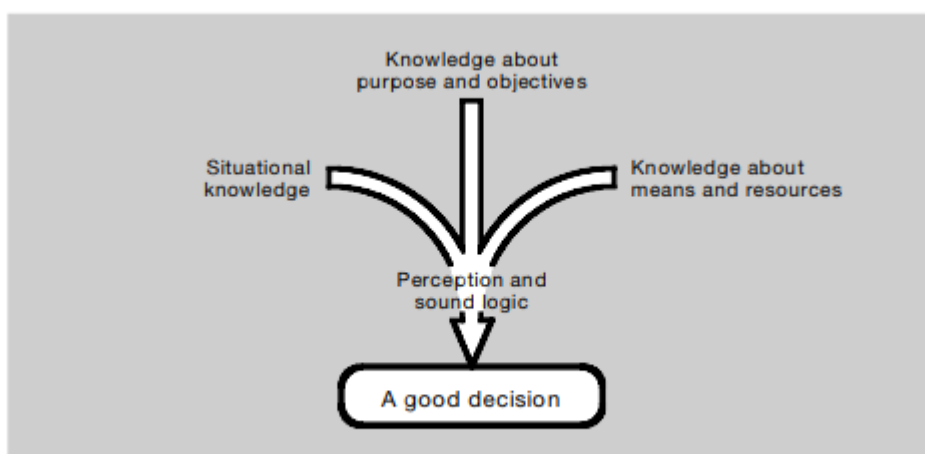 Knowledge about
purpose and objectives
Situational
knowledge
Knowledge about
means and resources
Perception and
sound logic
A good decision